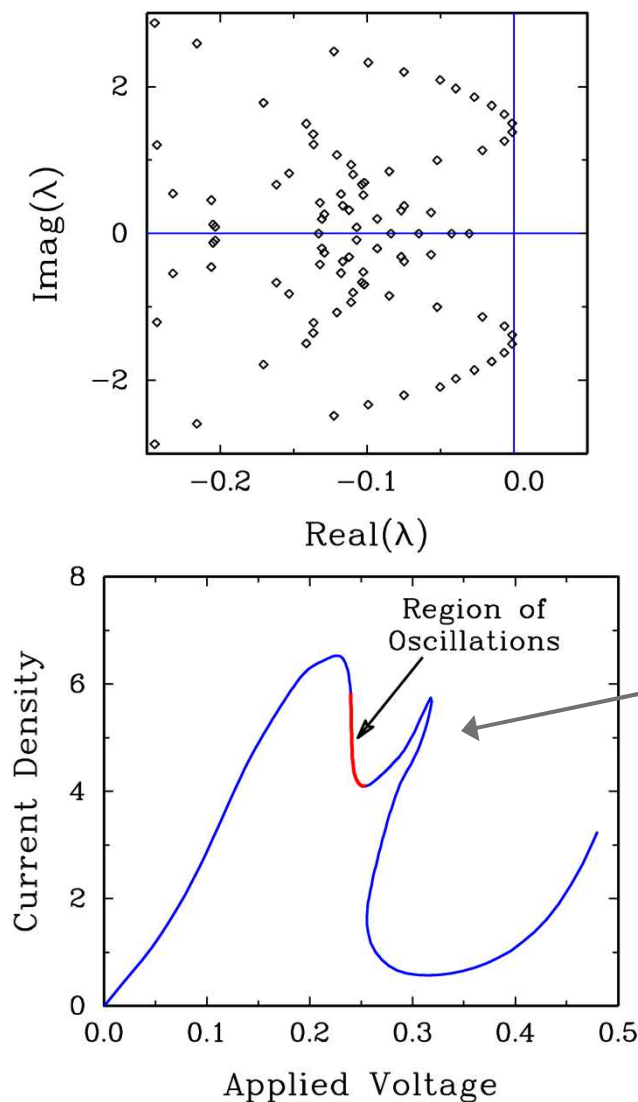 Imag(λ)
2
0
−2
−0.2
−0.1
0.0
Real(λ)
Current Density
8
6
4
2
0
Region of
Oscillations
0.0
0.1
0.2
0.3
0.4
0.5
Applied Voltage